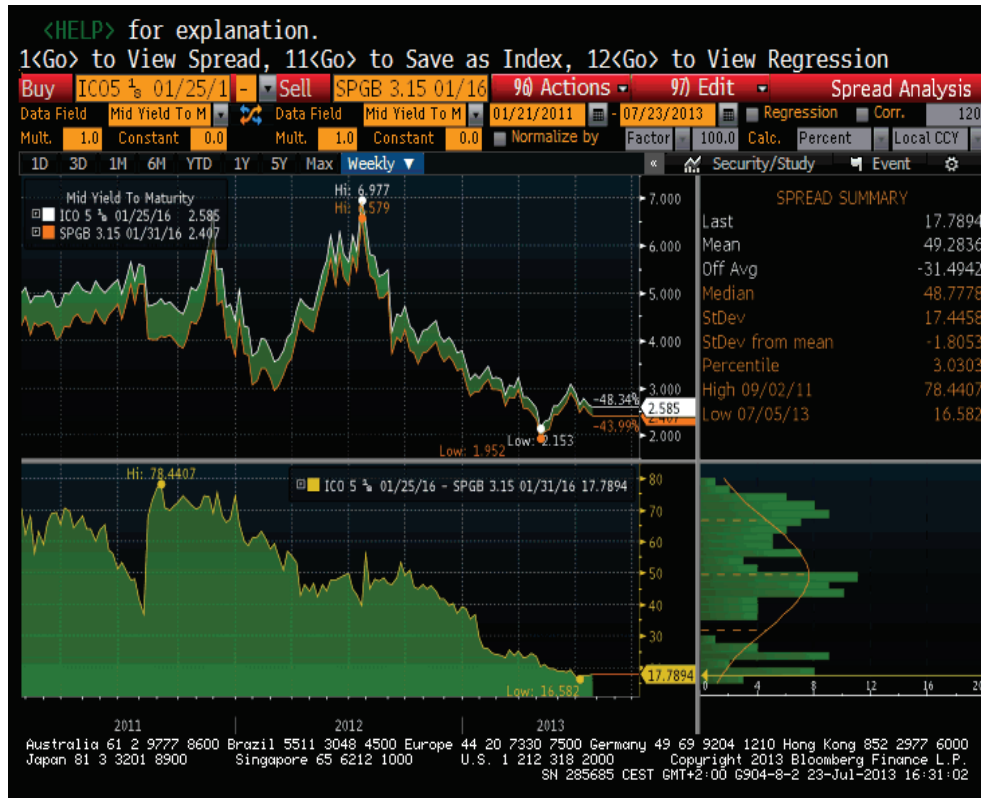 <HELP> for explanation.
1<Go> to View Spread, 11<Go> to Save as Index, 12<Go> to View Regression
Buy ICO5 ⅛ 01/25/1 - Sell SPGB 3.15 01/16 96) Actions 97) Edit Spread Analysis
Data Field Mid Yield To M Data Field Mid Yield To M 01/21/2011 - 07/23/2013 Regression Corr. 120
Mult. 1.0 Constant 0.0 Mult. 1.0 Constant 0.0 Normalize by Factor 100.0 Calc. Percent Local CCY
1D 3D 1M 6M YTD 1Y 5Y Max Weekly ▼ « Security/Study Event
Mid Yield To Maturity
ICO 5 ⅛ 01/25/16 2.585
SPGB 3.15 01/31/16 2.407
Hi: 6.977
Hi: 6.579
7.000
6.000
5.000
4.000
3.000
2.000
-48.34%
2.585
-43.99%
2.407
Low: 2.153
Low: 1.952
SPREAD SUMMARY
Last 17.7894
Mean 49.2836
Off Avg -31.4942
Median 48.7778
StDev 17.4458
StDev from mean -1.8053
Percentile 3.0303
High 09/02/11 78.4407
Low 07/05/13 16.582
Hi: 78.4407
ICO 5 ⅛ 01/25/16 - SPGB 3.15 01/31/16 17.7894
80
70
60
50
40
30
17.7894
Low: 16.582
0 4 8 12 16 20
2011 2012 2013
Australia 61 2 9777 8600 Brazil 5511 3048 4500 Europe 44 20 7330 7500 Germany 49 69 9204 1210 Hong Kong 852 2977 6000
Japan 81 3 3201 8900 Singapore 65 6212 1000 U.S. 1 212 318 2000 Copyright 2013 Bloomberg Finance L.P.
SN 285685 CEST GMT+2:00 G904-8-2 23-Jul-2013 16:31:02